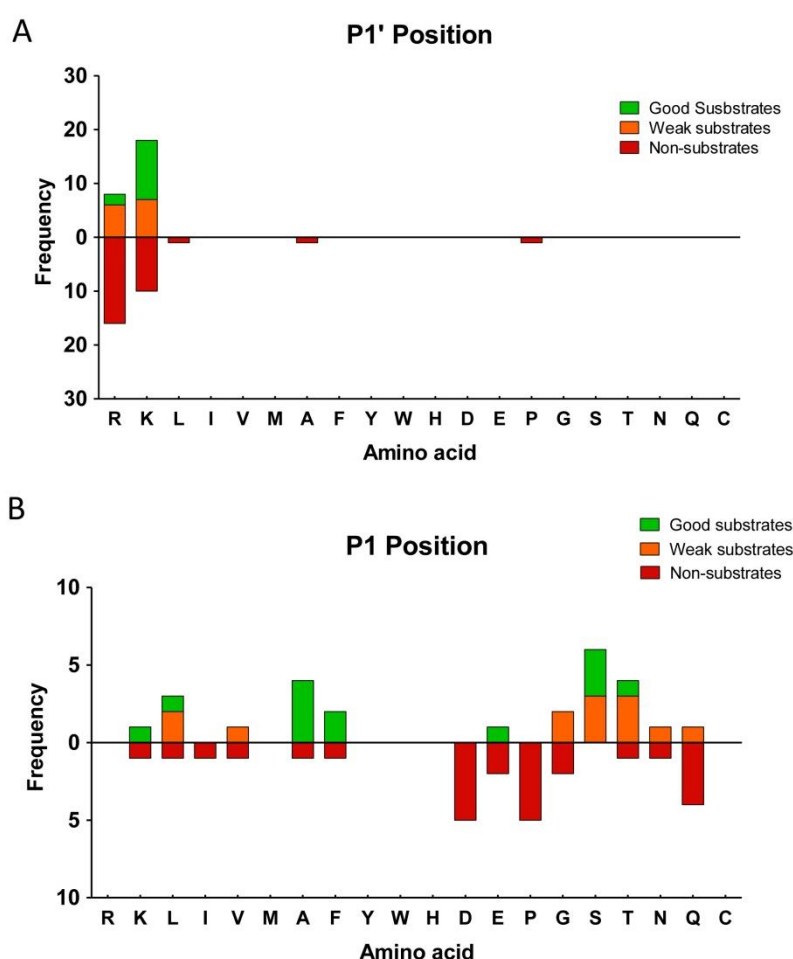 A
P1' Position
Good Susbstrates
Weak substrates
Non-substrates
Frequency
30
20
10
0
10
20
30
R K L I V M A F Y W H D E P G S T N Q C
Amino acid
B
P1 Position
Good substrates
Weak substrates
Non-substrates
Frequency
10
5
0
5
10
R K L I V M A F Y W H D E P G S T N Q C
Amino acid